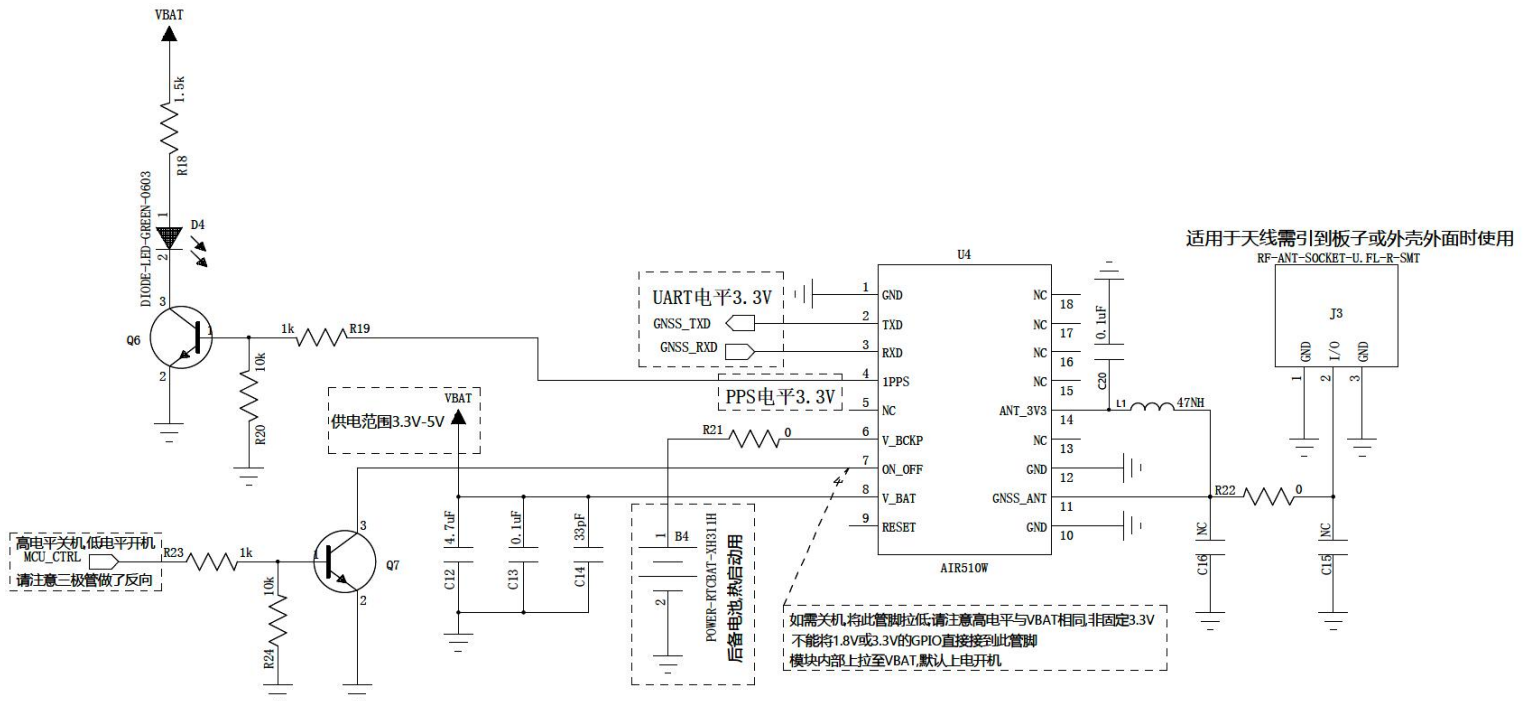 VBAT
1.5k
R18
DIODE-LED-GREEN-0603
1
D4
2
3
Q6
1
2
1k
R19
10k
R20
UART电平3.3V
GNSS_TXD
GNSS_RXD
PPS电平3.3V
供电范围3.3V-5V
VBAT
R21
0
高电平关机,低电平开机
MCU_CTRL
请注意三极管做了反向
R23
1k
10k
R24
1
3
Q7
2
4.7uF
C12
0.1uF
C13
33pF
C14
1
B4
2
POWER-RTCBAT-XH311H
后备电池,热启动用
U4
1
GND
2
TXD
3
RXD
4
1PPS
5
NC
6
V_BCKP
7
ON_OFF
8
V_BAT
9
RESET
NC
18
NC
17
NC
16
NC
15
ANT_3V3
14
NC
13
GND
12
GNSS_ANT
11
GND
10
AIR510W
0.1uF
C20
L1
47NH
适用于天线需引到板子或外壳外面时使用
RF-ANT-SOCKET-U.FL-R-SMT
J3
GND
I/O
GND
1
2
3
R22
0
NC
C16
NC
C15
如需关机,将此管脚拉低,请注意高电平与VBAT相同,非固定3.3V
不能将1.8V或3.3V的GPIO直接接到此管脚
模块内部上拉至VBAT,默认上电开机